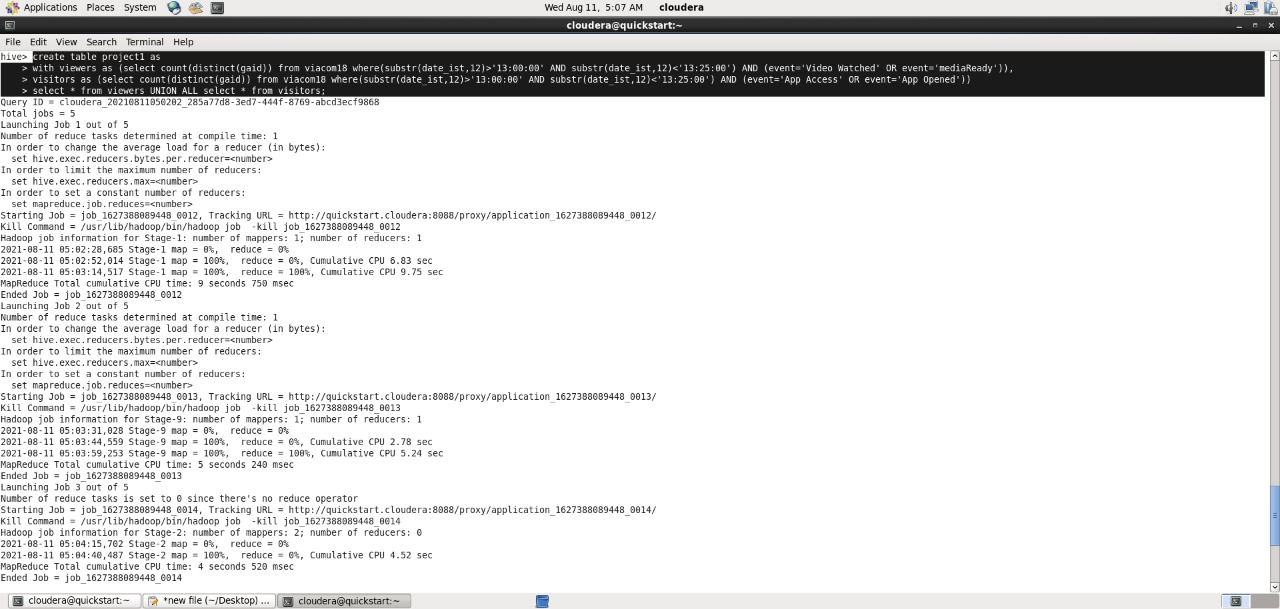 Applications Places System
Wed Aug 11, 5:07 AM cloudera
cloudera@quickstart:~
File Edit View Search Terminal Help
hive> create table project1 as
    > with viewers as (select count(distinct(gaid)) from viacom18 where(substr(date_ist,12)>'13:00:00' AND substr(date_ist,12)<'13:25:00') AND (event='Video Watched' OR event='mediaReady')),
    > visitors as (select count(distinct(gaid)) from viacom18 where(substr(date_ist,12)>'13:00:00' AND substr(date_ist,12)<'13:25:00') AND (event='App Access' OR event='App Opened'))
    > select * from viewers UNION ALL select * from visitors;
Query ID = cloudera_20210811050202_285a77d8-3ed7-444f-8769-abcd3ecf9868
Total jobs = 5
Launching Job 1 out of 5
Number of reduce tasks determined at compile time: 1
In order to change the average load for a reducer (in bytes):
  set hive.exec.reducers.bytes.per.reducer=<number>
In order to limit the maximum number of reducers:
  set hive.exec.reducers.max=<number>
In order to set a constant number of reducers:
  set mapreduce.job.reduces=<number>
Starting Job = job_1627388089448_0012, Tracking URL = http://quickstart.cloudera:8088/proxy/application_1627388089448_0012/
Kill Command = /usr/lib/hadoop/bin/hadoop job  -kill job_1627388089448_0012
Hadoop job information for Stage-1: number of mappers: 1; number of reducers: 1
2021-08-11 05:02:28,685 Stage-1 map = 0%,  reduce = 0%
2021-08-11 05:02:52,014 Stage-1 map = 100%,  reduce = 0%, Cumulative CPU 6.83 sec
2021-08-11 05:03:14,517 Stage-1 map = 100%,  reduce = 100%, Cumulative CPU 9.75 sec
MapReduce Total cumulative CPU time: 9 seconds 750 msec
Ended Job = job_1627388089448_0012
Launching Job 2 out of 5
Number of reduce tasks determined at compile time: 1
In order to change the average load for a reducer (in bytes):
  set hive.exec.reducers.bytes.per.reducer=<number>
In order to limit the maximum number of reducers:
  set hive.exec.reducers.max=<number>
In order to set a constant number of reducers:
  set mapreduce.job.reduces=<number>
Starting Job = job_1627388089448_0013, Tracking URL = http://quickstart.cloudera:8088/proxy/application_1627388089448_0013/
Kill Command = /usr/lib/hadoop/bin/hadoop job  -kill job_1627388089448_0013
Hadoop job information for Stage-9: number of mappers: 1; number of reducers: 1
2021-08-11 05:03:31,028 Stage-9 map = 0%,  reduce = 0%
2021-08-11 05:03:44,559 Stage-9 map = 100%,  reduce = 0%, Cumulative CPU 2.78 sec
2021-08-11 05:03:59,253 Stage-9 map = 100%,  reduce = 100%, Cumulative CPU 5.24 sec
MapReduce Total cumulative CPU time: 5 seconds 240 msec
Ended Job = job_1627388089448_0013
Launching Job 3 out of 5
Number of reduce tasks is set to 0 since there's no reduce operator
Starting Job = job_1627388089448_0014, Tracking URL = http://quickstart.cloudera:8088/proxy/application_1627388089448_0014/
Kill Command = /usr/lib/hadoop/bin/hadoop job  -kill job_1627388089448_0014
Hadoop job information for Stage-2: number of mappers: 2; number of reducers: 0
2021-08-11 05:04:15,702 Stage-2 map = 0%,  reduce = 0%
2021-08-11 05:04:40,487 Stage-2 map = 100%,  reduce = 0%, Cumulative CPU 4.52 sec
MapReduce Total cumulative CPU time: 4 seconds 520 msec
Ended Job = job_1627388089448_0014
cloudera@quickstart:~ *new file (~/Desktop) ... cloudera@quickstart:~